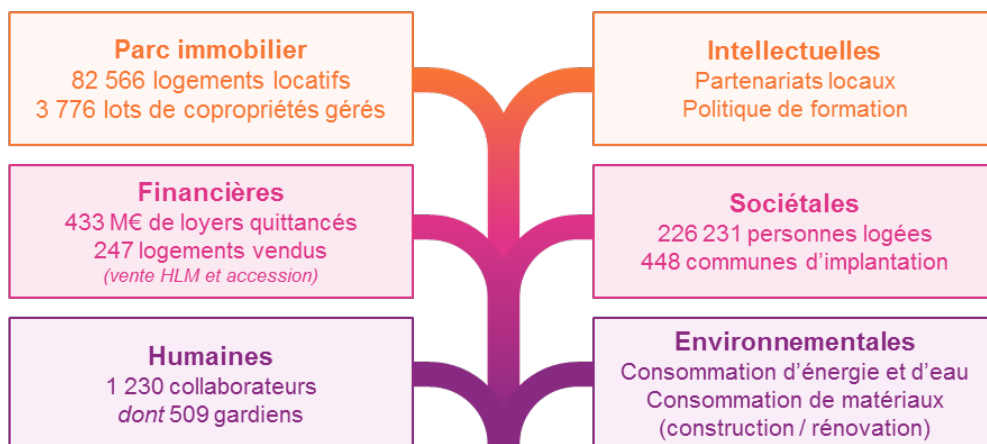 Parc immobilier
82 566 logements locatifs
3 776 lots de copropriétés gérés
Intellectuelles
Partenariats locaux
Politique de formation
Financières
433 M€ de loyers quittancés
247 logements vendus
(vente HLM et accession)
Sociétales
226 231 personnes logées
448 communes d'implantation
Humaines
1 230 collaborateurs
dont 509 gardiens
Environnementales
Consommation d'énergie et d'eau
Consommation de matériaux
(construction / rénovation)